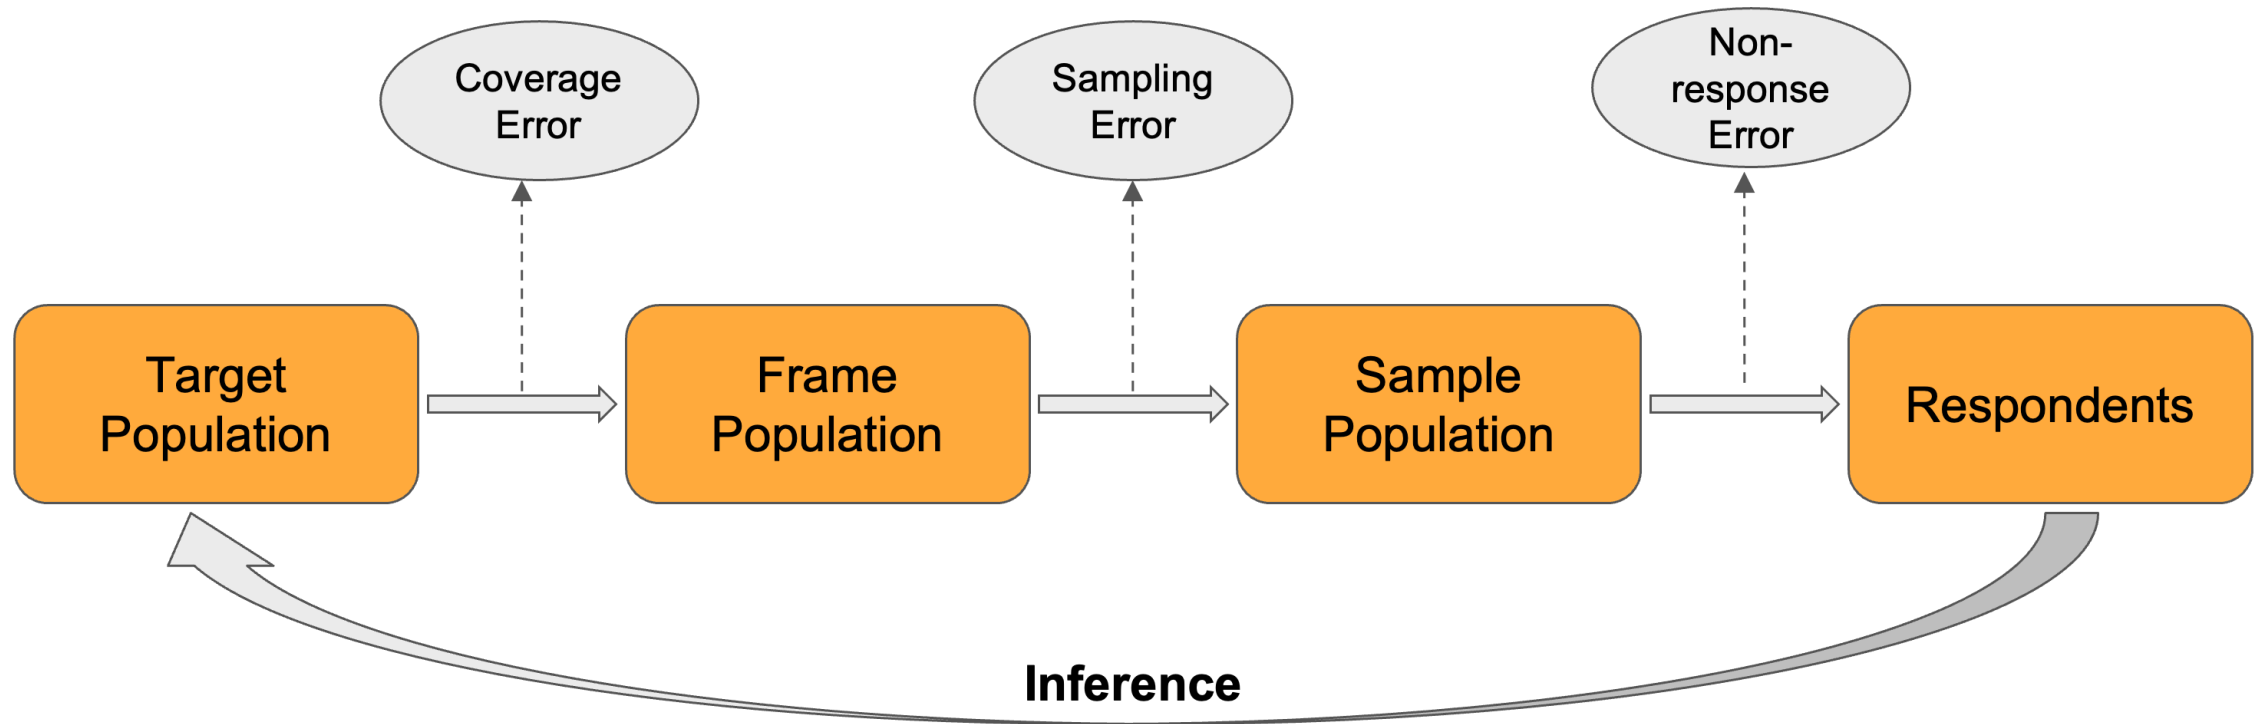 Coverage
Error
Sampling
Error
Non-
response
Error
Target
Population
Frame
Population
Sample
Population
Respondents
Inference